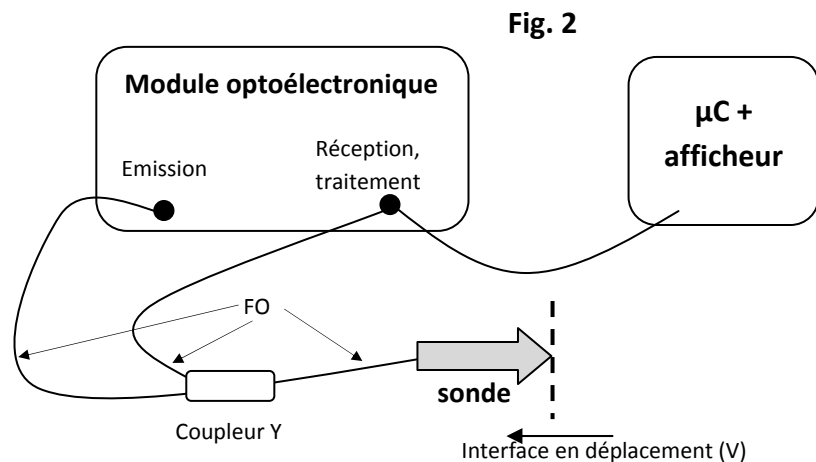 Fig. 2
Module optoélectronique
Emission
Réception,
traitement
µC +
afficheur
FO
sonde
Coupleur Y
Interface en déplacement (V)